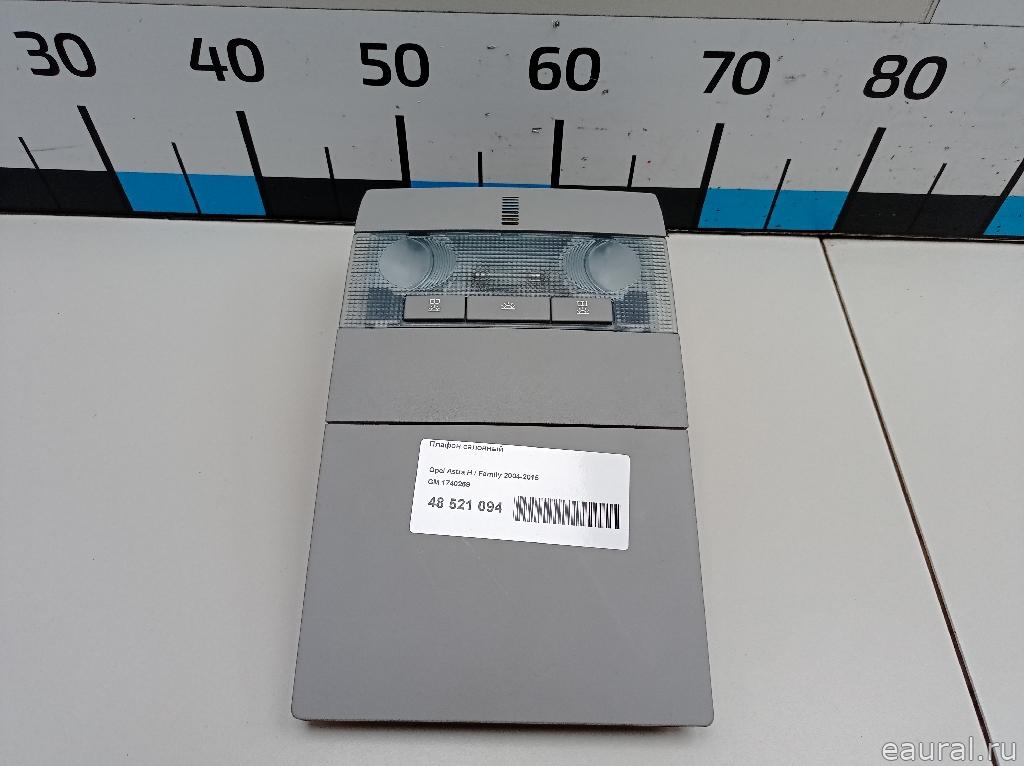 30 40 50 60 70 80
Плафон салонный
Opel Astra H / Family 2004-2015
GM 1740269
48 521 094
eaural.ru